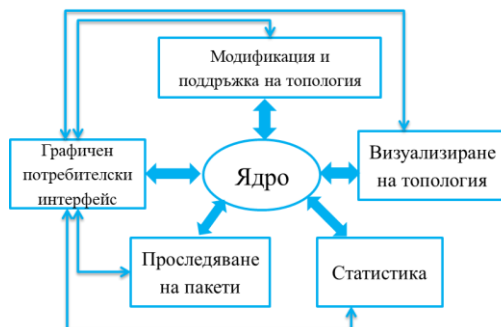 Модификация и
поддръжка на топология
Графичен
потребителски
интерфейс
Ядро
Визуализиране
на топология
Проследяване
на пакети
Статистика